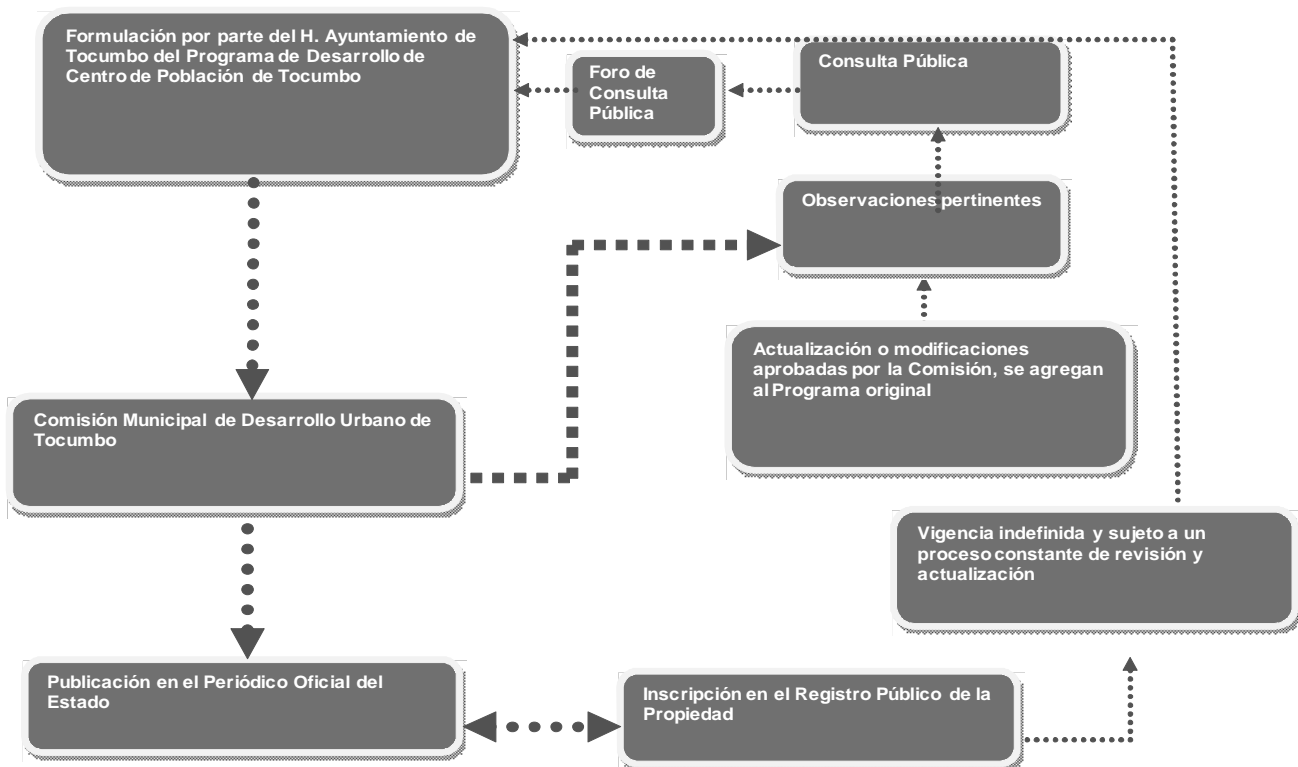 Formulación por parte del H. Ayuntamiento de
Tocumbo del Programa de Desarrollo de
Centro de Población de Tocumbo
Foro de
Consulta
Pública
Consulta Pública
Observaciones pertinentes
Actualización o modificaciones
aprobadas por la Comisión, se agregan
al Programa original
Comisión Municipal de Desarrollo Urbano de
Tocumbo
Vigencia indefinida y sujeto a un
proceso constante de revisión y
actualización
Publicación en el Periódico Oficial del
Estado
Inscripción en el Registro Público de la
Propiedad